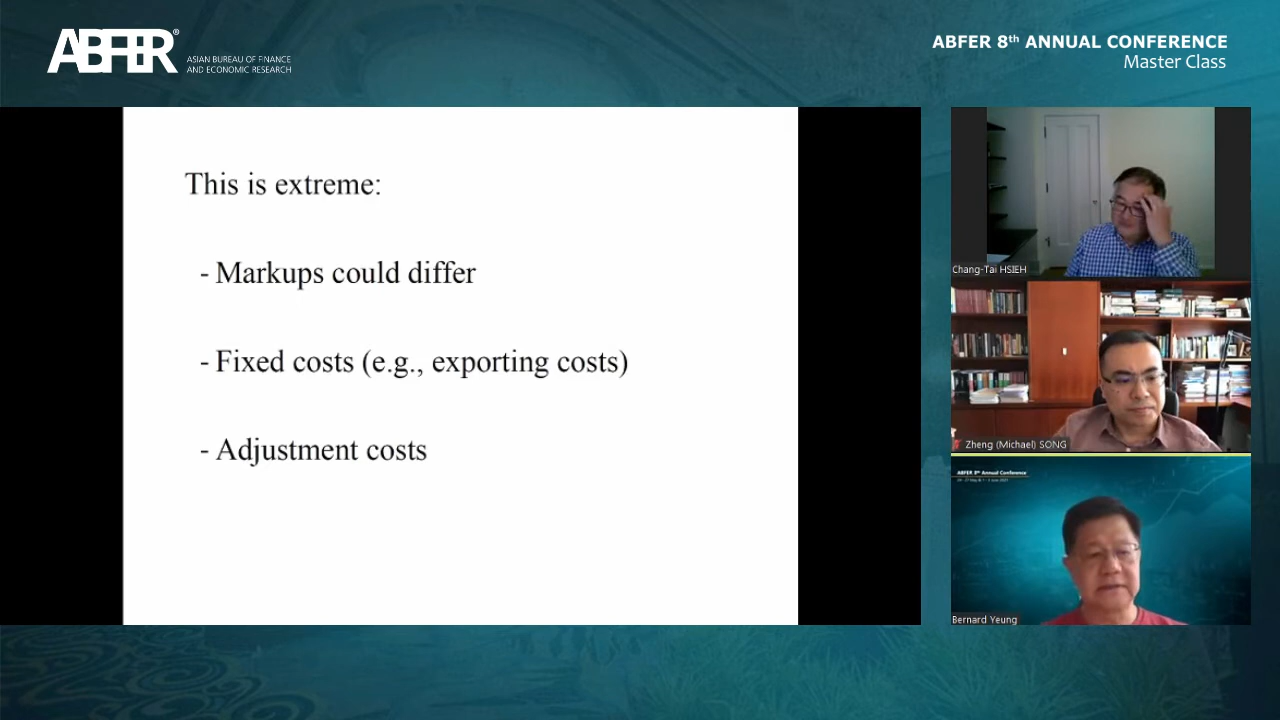 ABFER®
ASIAN BUREAU OF FINANCE
AND ECONOMIC RESEARCH
ABFER 8th ANNUAL CONFERENCE
Master Class
This is extreme:
- Markups could differ
- Fixed costs (e.g., exporting costs)
- Adjustment costs
Chang-Tai HSIEH
Zheng (Michael) SONG
ABFER 8th Annual Conference
Bernard Yeung